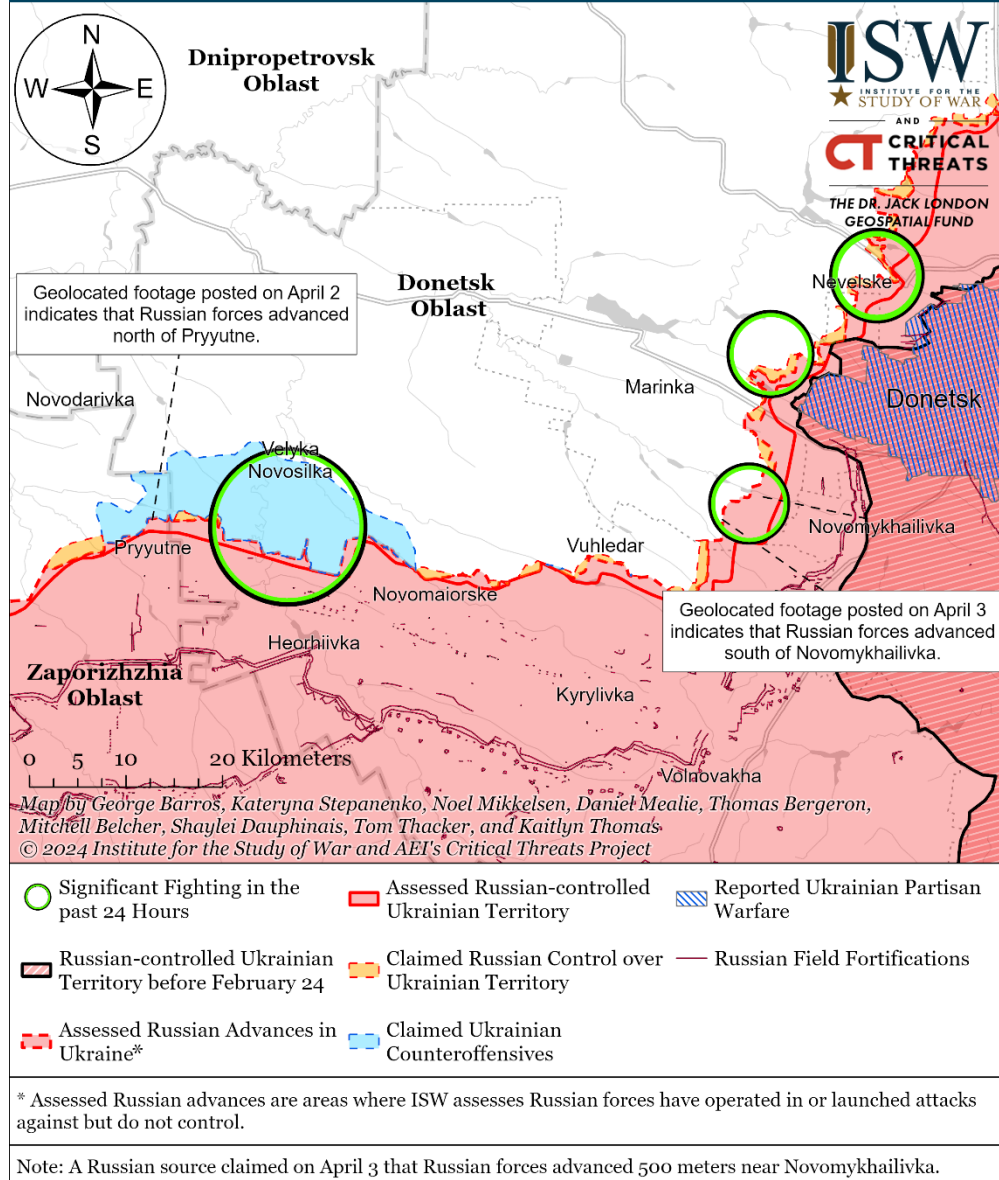 N
W E
S
Dnipropetrovsk
Oblast
ISW
INSTITUTE FOR THE
STUDY OF WAR
AND
CT CRITICAL
THREATS
THE DR. JACK LONDON
GEOSPATIAL FUND
Geolocated footage posted on April 2
indicates that Russian forces advanced
north of Pryyutne.
Donetsk
Oblast
Nevelske
Novodarivka
Marinka
Donetsk
Velyka
Novosilka
Pryyutne
Novomaiorske
Vuhledar
Novomykhailivka
Geolocated footage posted on April 3
indicates that Russian forces advanced
south of Novomykhailivka.
Heorhiivka
Zaporizhzhia
Oblast
Kyrylivka
Volnovakha
0 5 10 20 Kilometers
Map by George Barros, Kateryna Stepanenko, Noel Mikkelsen, Daniel Mealie, Thomas Bergeron,
Mitchell Belcher, Shaylei Dauphinais, Tom Thacker, and Kaitlyn Thomas
© 2024 Institute for the Study of War and AEI's Critical Threats Project
Significant Fighting in the
past 24 Hours
Assessed Russian-controlled
Ukrainian Territory
Reported Ukrainian Partisan
Warfare
Russian-controlled Ukrainian
Territory before February 24
Claimed Russian Control over
Ukrainian Territory
Russian Field Fortifications
Assessed Russian Advances in
Ukraine*
Claimed Ukrainian
Counteroffensives
* Assessed Russian advances are areas where ISW assesses Russian forces have operated in or launched attacks
against but do not control.
Note: A Russian source claimed on April 3 that Russian forces advanced 500 meters near Novomykhailivka.